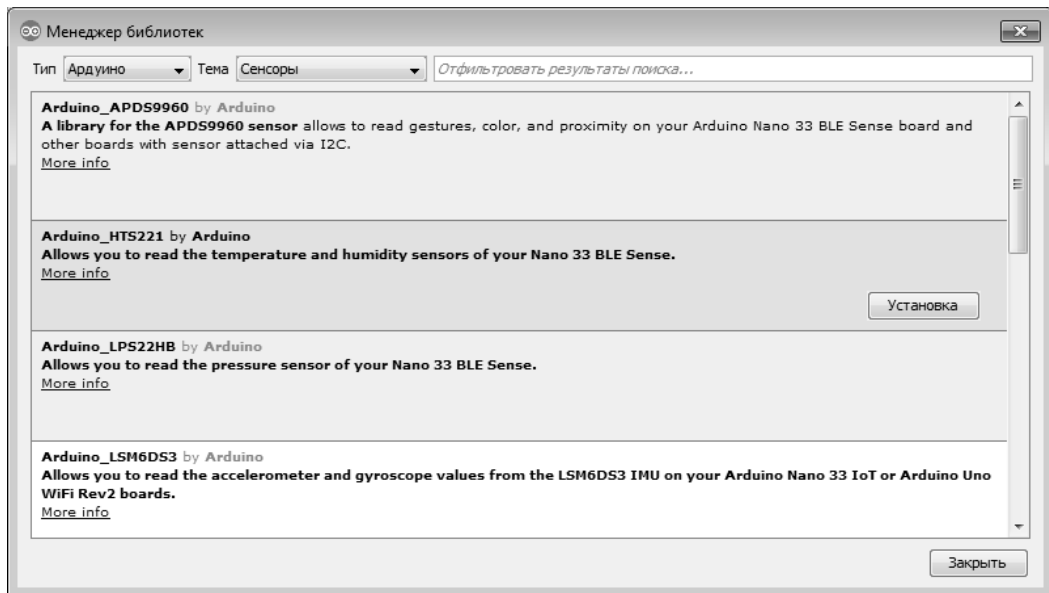 Менеджер библиотек
Тип Ардуино Тема Сенсоры Отфильтровать результаты поиска...
Arduino_APDS9960 by Arduino
A library for the APDS9960 sensor allows to read gestures, color, and proximity on your Arduino Nano 33 BLE Sense board and
other boards with sensor attached via I2C.
More info
Arduino_HTS221 by Arduino
Allows you to read the temperature and humidity sensors of your Nano 33 BLE Sense.
More info
Установка
Arduino_LPS22HB by Arduino
Allows you to read the pressure sensor of your Nano 33 BLE Sense.
More info
Arduino_LSM6DS3 by Arduino
Allows you to read the accelerometer and gyroscope values from the LSM6DS3 IMU on your Arduino Nano 33 IoT or Arduino Uno
WiFi Rev2 boards.
More info
Закрыть